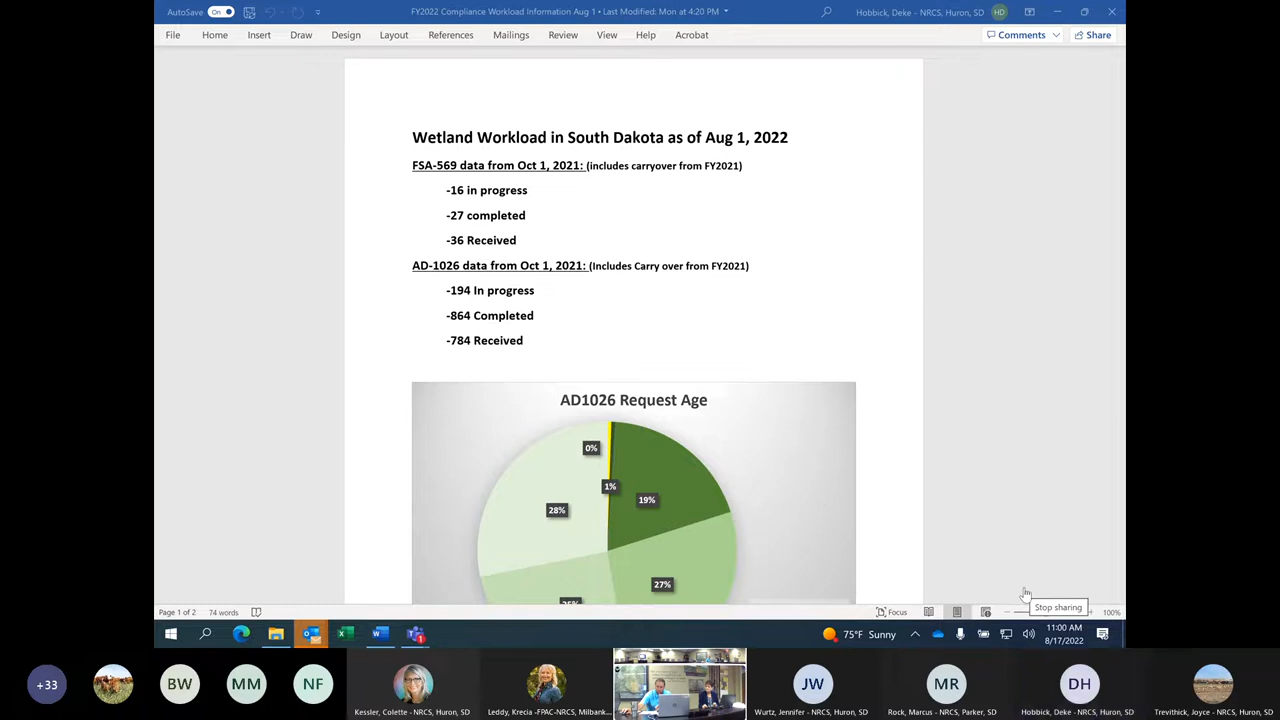 AutoSave On
FY2022 Compliance Workload Information Aug 1 • Last Modified: Mon at 4:20 PM
Hobbick, Deke - NRCS, Huron, SD
HD
File Home Insert Draw Design Layout References Mailings Review View Help Acrobat
Comments
Share
Wetland Workload in South Dakota as of Aug 1, 2022
FSA-569 data from Oct 1, 2021: (includes carryover from FY2021)
-16 in progress
-27 completed
-36 Received
AD-1026 data from Oct 1, 2021: (Includes Carry over from FY2021)
-194 In progress
-864 Completed
-784 Received
AD1026 Request Age
0%
1%
19%
28%
27%
Stop sharing
Page 1 of 2
74 words
Focus
100%
75°F Sunny
11:00 AM
8/17/2022
+33
BW
MM
NF
JW
MR
DH
Kessler, Colette - NRCS, Huron, SD
Leddy, Krecia -FPAC-NRCS, Milbank...
Wurtz, Jennifer - NRCS, Huron, SD
Rock, Marcus - NRCS, Parker, SD
Hobbick, Deke - NRCS, Huron, SD
Trevithick, Joyce - NRCS, Huron, SD